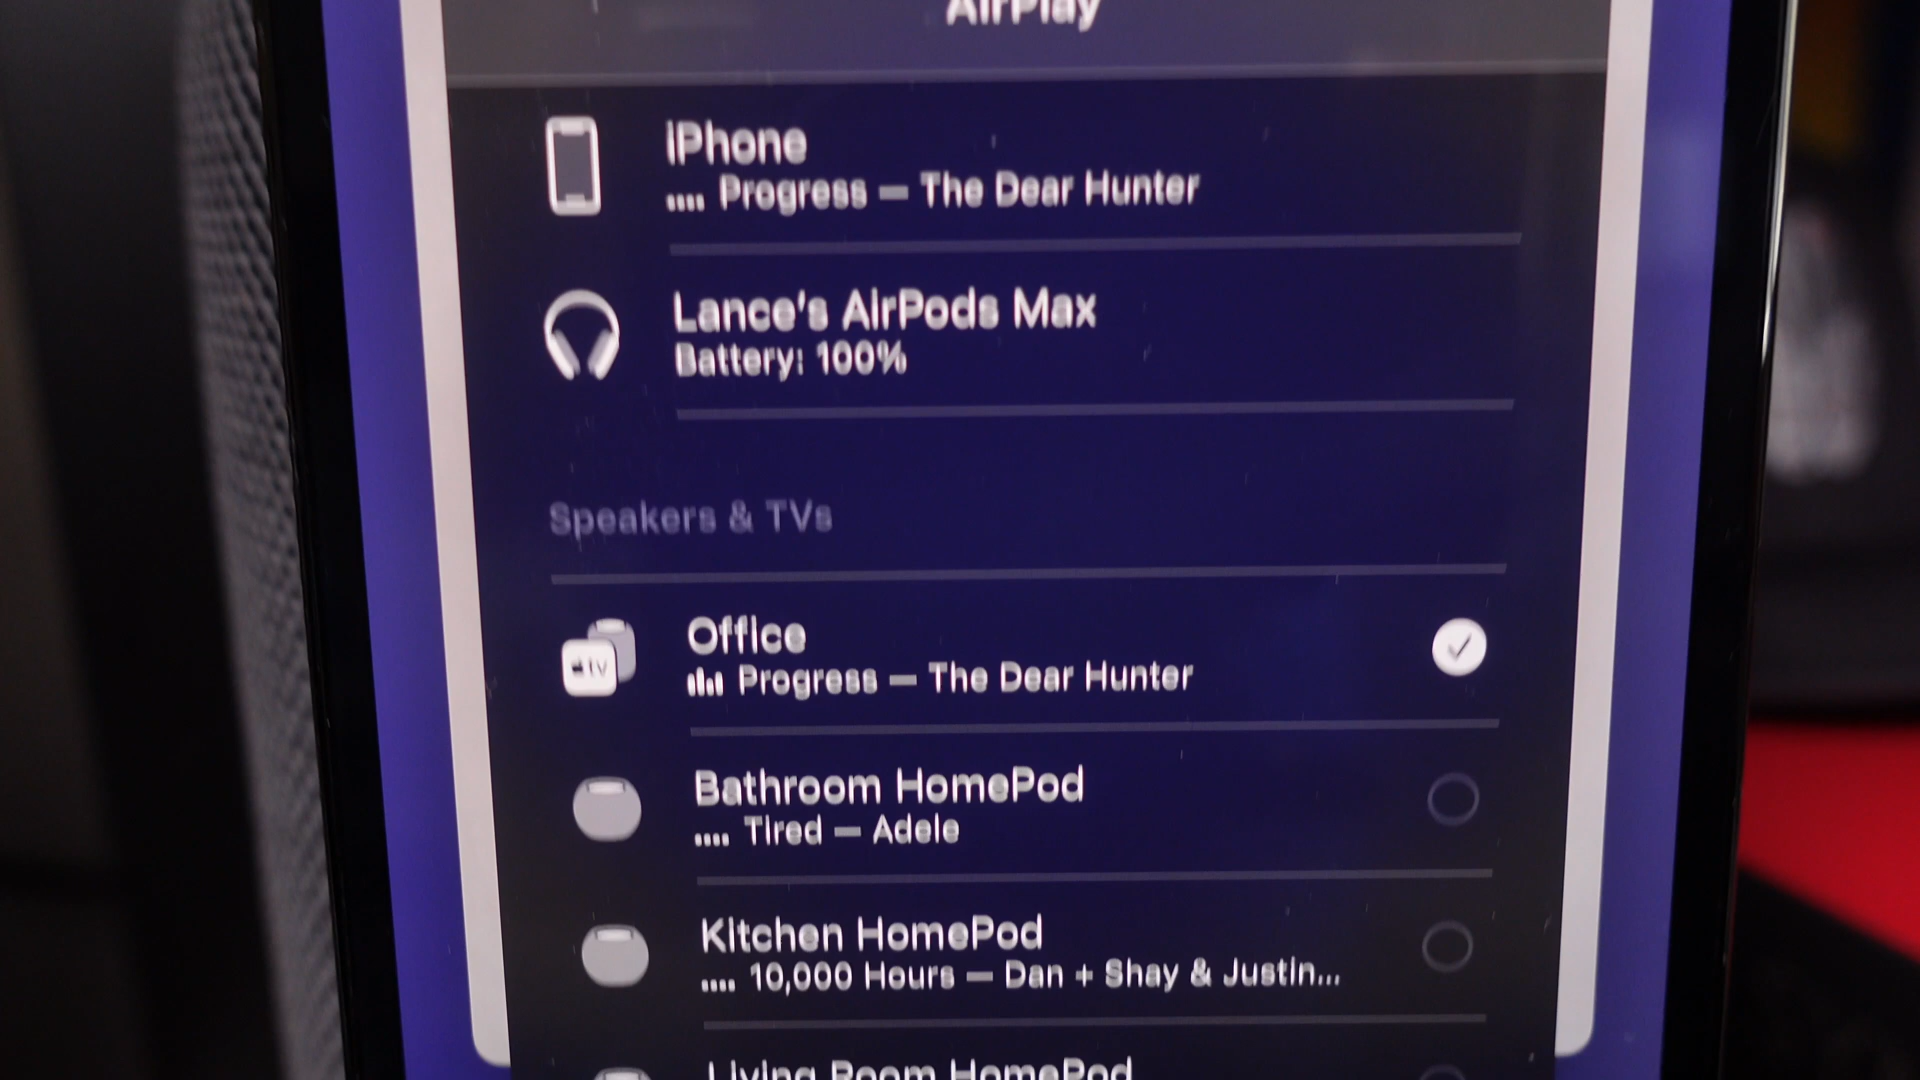 AirPlay
iPhone
Progress — The Dear Hunter
Lance's AirPods Max
Battery: 100%
Speakers & TVs
tv
Office
Progress — The Dear Hunter
Bathroom HomePod
Tired — Adele
Kitchen HomePod
10,000 Hours — Dan + Shay & Justin...
Living Room HomePod